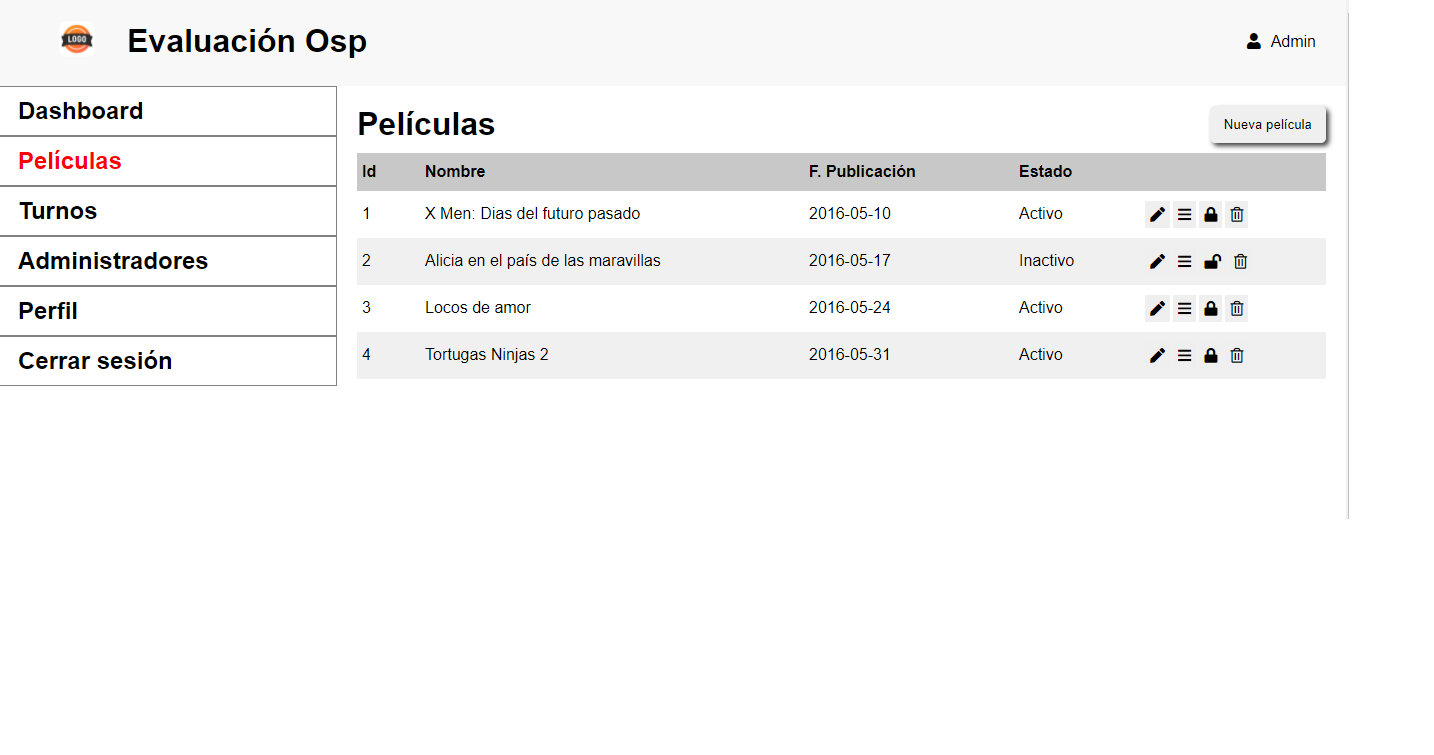 LOGO
Evaluación Osp
Admin
Dashboard
Películas
Turnos
Administradores
Perfil
Cerrar sesión
Películas
Nueva película
Id Nombre F. Publicación Estado
1 X Men: Dias del futuro pasado 2016-05-10 Activo
2 Alicia en el país de las maravillas 2016-05-17 Inactivo
3 Locos de amor 2016-05-24 Activo
4 Tortugas Ninjas 2 2016-05-31 Activo